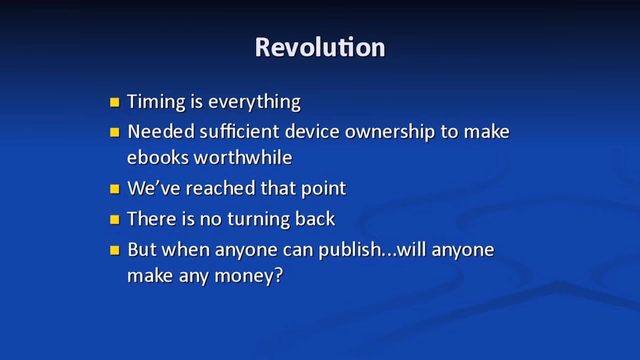 Revolution
Timing is everything
Needed sufficient device ownership to make
ebooks worthwhile
We've reached that point
There is no turning back
But when anyone can publish...will anyone
make any money?